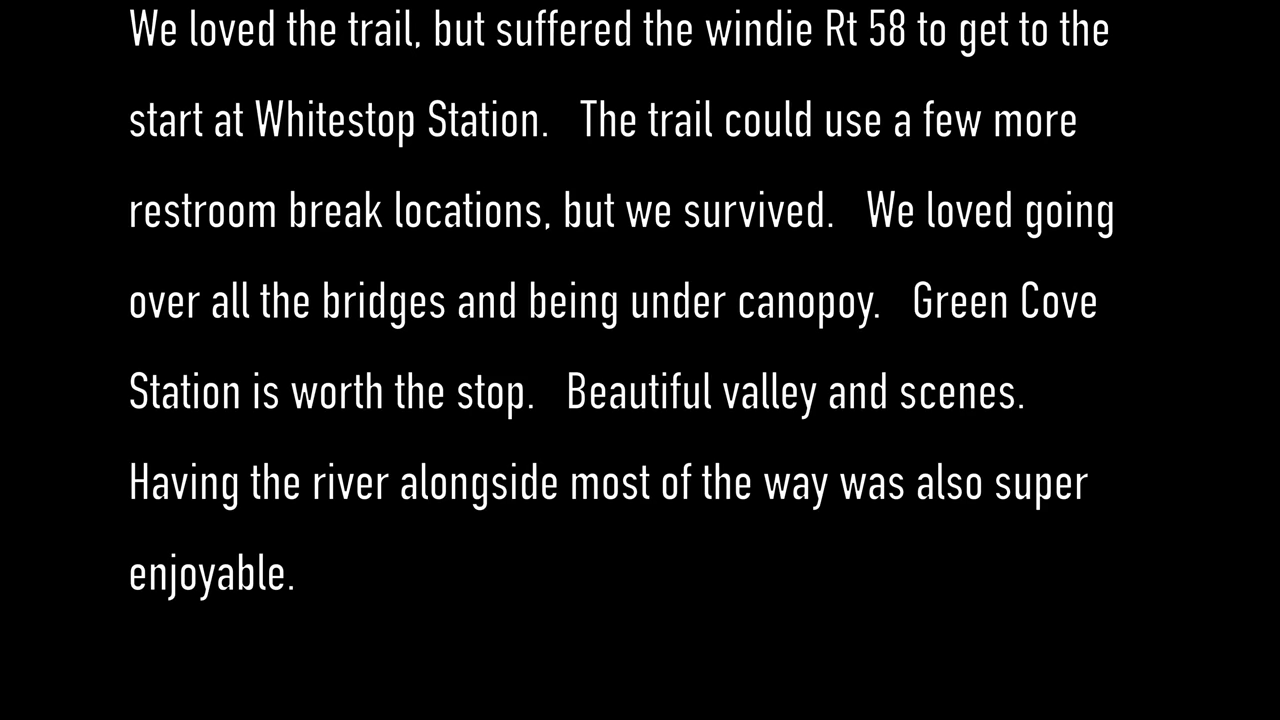 We loved the trail, but suffered the windie Rt 58 to get to the
start at Whitestop Station.   The trail could use a few more
restroom break locations, but we survived.   We loved going
over all the bridges and being under canopoy.   Green Cove
Station is worth the stop.   Beautiful valley and scenes.
Having the river alongside most of the way was also super
enjoyable.